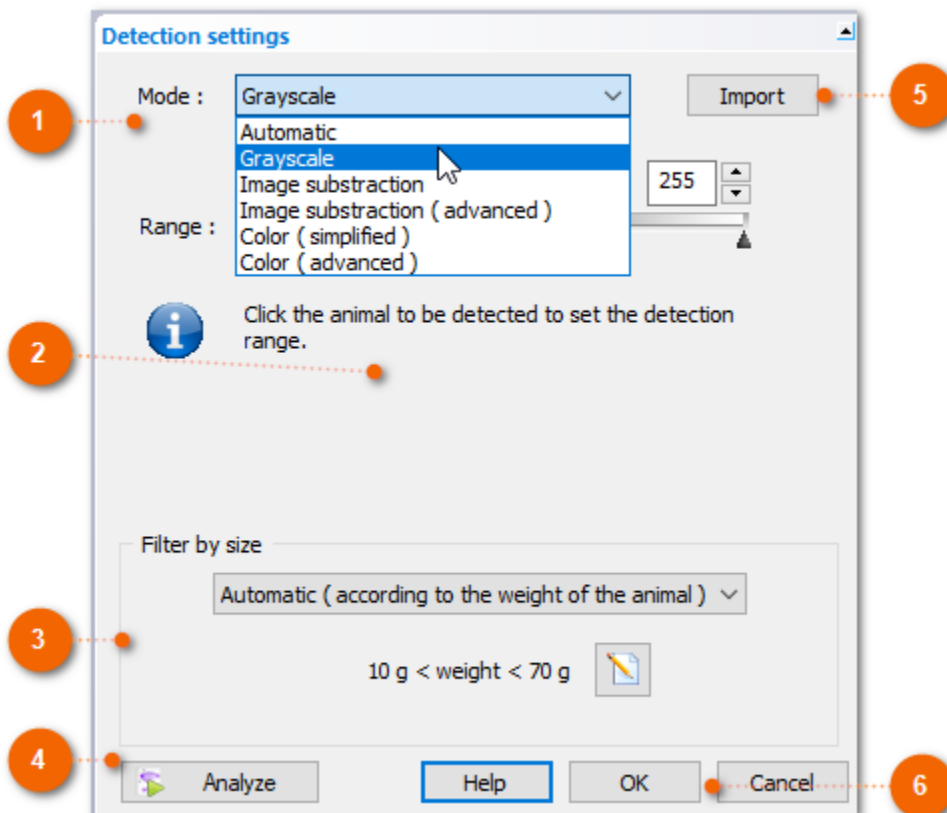 Detection settings
Mode :
Grayscale
Import
5
1
Automatic
Grayscale
Image substraction
255
Image substraction ( advanced )
Range :
Color ( simplified )
Color ( advanced )
Click the animal to be detected to set the detection
range.
i
2
Filter by size
Automatic ( according to the weight of the animal )
3
10 g < weight < 70 g
4
Analyze
Help
OK
Cancel
6